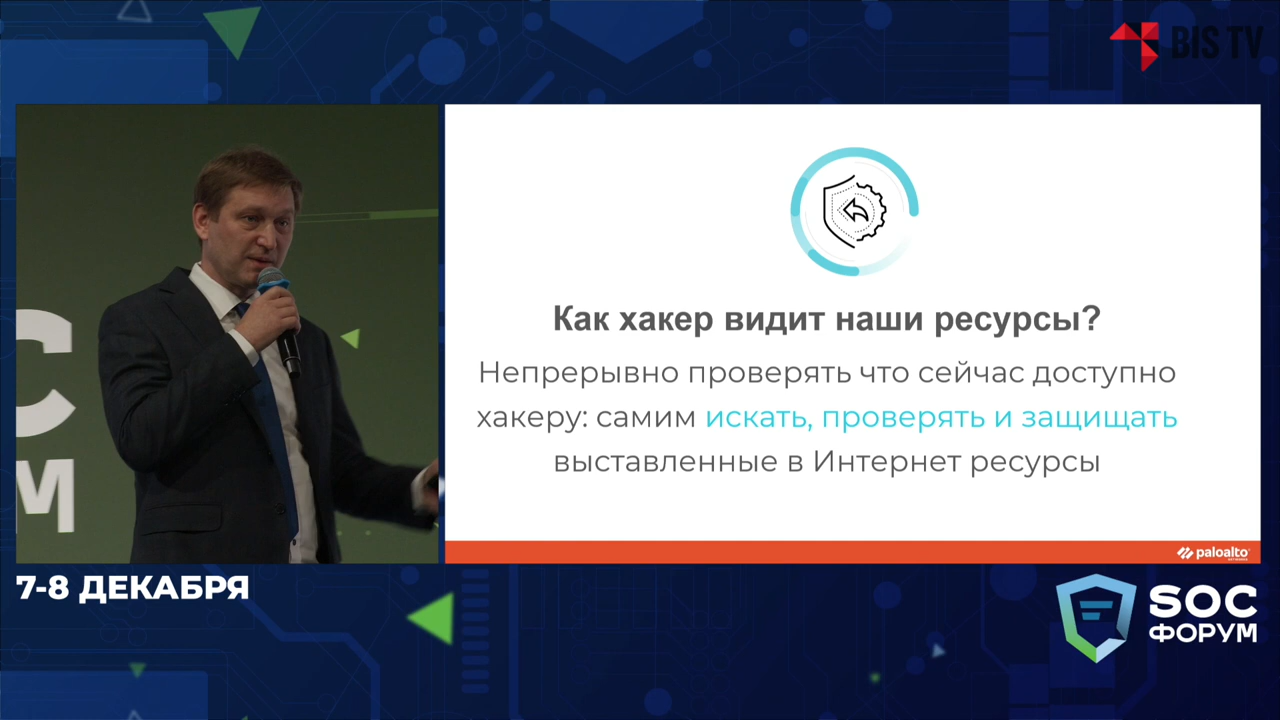 BIS TV
С
М
Как хакер видит наши ресурсы?
Непрерывно проверять что сейчас доступно
хакеру: самим искать, проверять и защищать
выставленные в Интернет ресурсы
paloalto
7-8 ДЕКАБРЯ
SOC
ФОРУМ